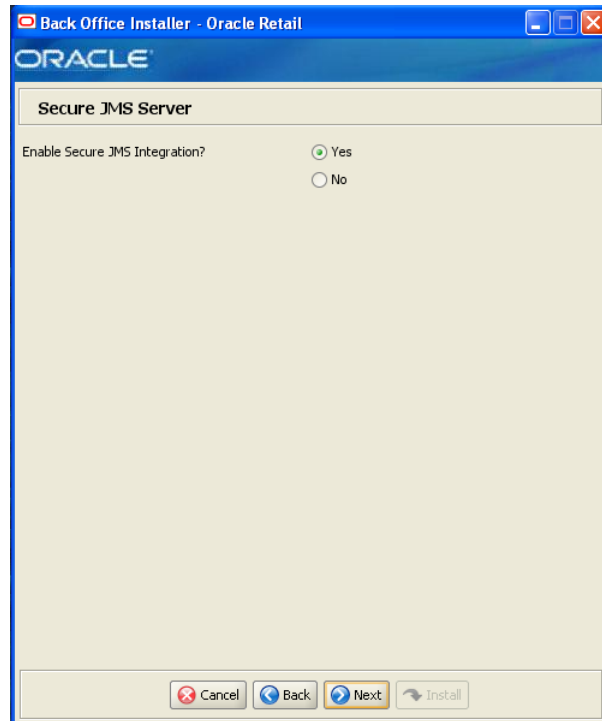 Back Office Installer - Oracle Retail
ORACLE
Secure JMS Server
Enable Secure JMS Integration? Yes
No
Cancel Back Next Install